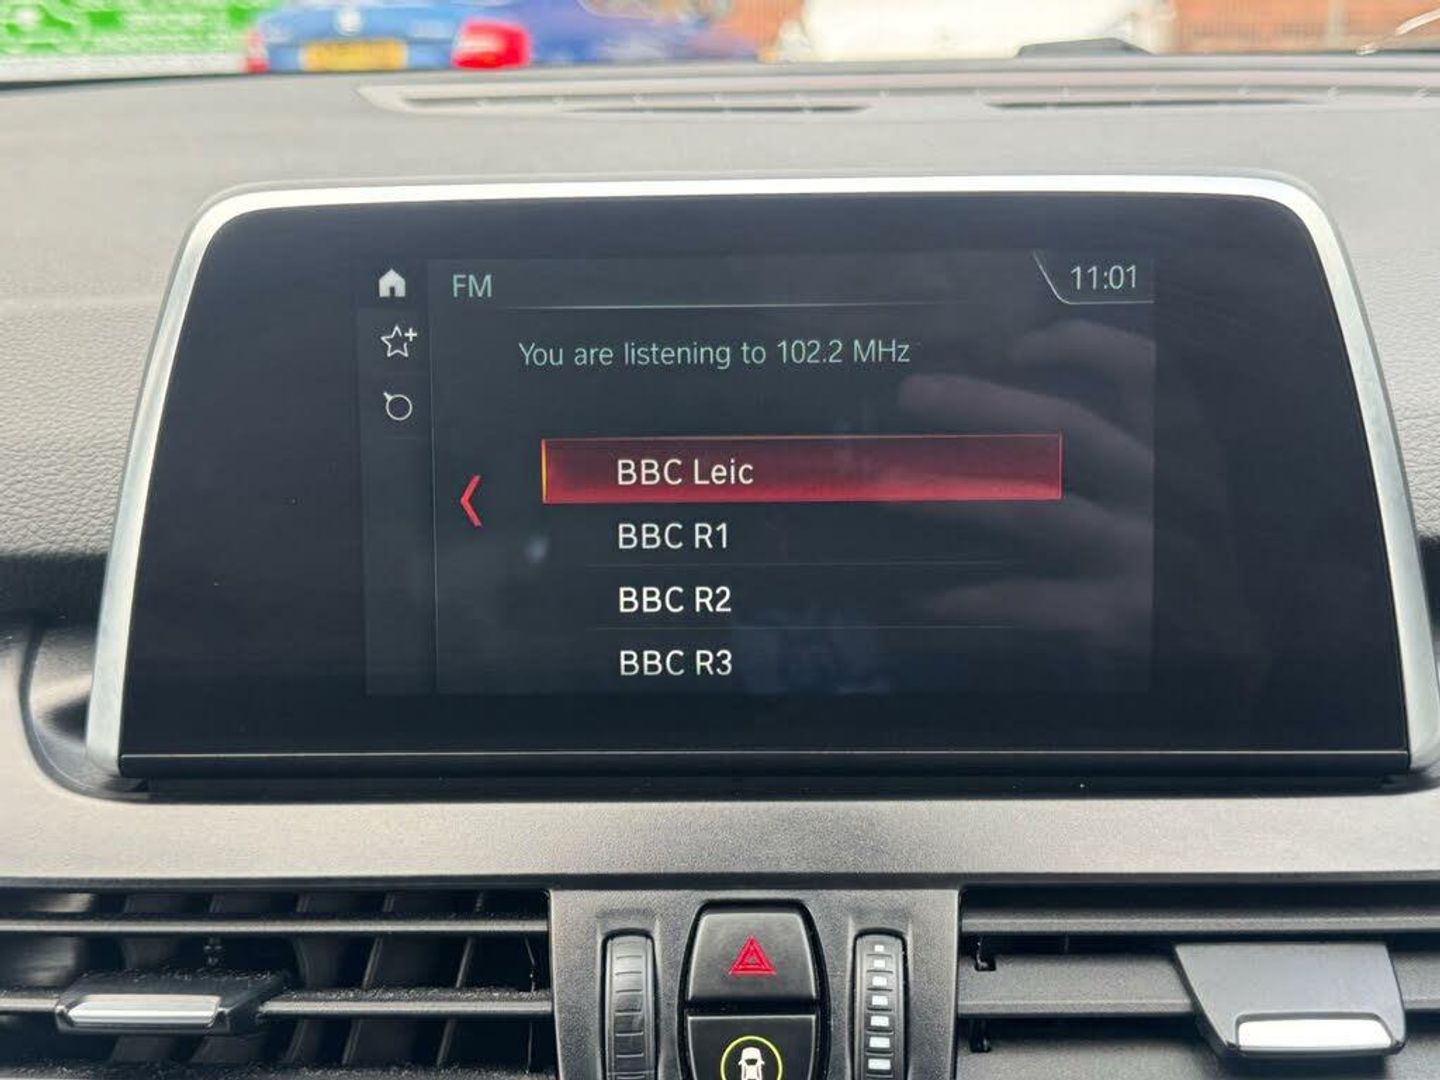 FM
11:01
You are listening to 102.2 MHz
BBC Leic
BBC R1
BBC R2
BBC R3